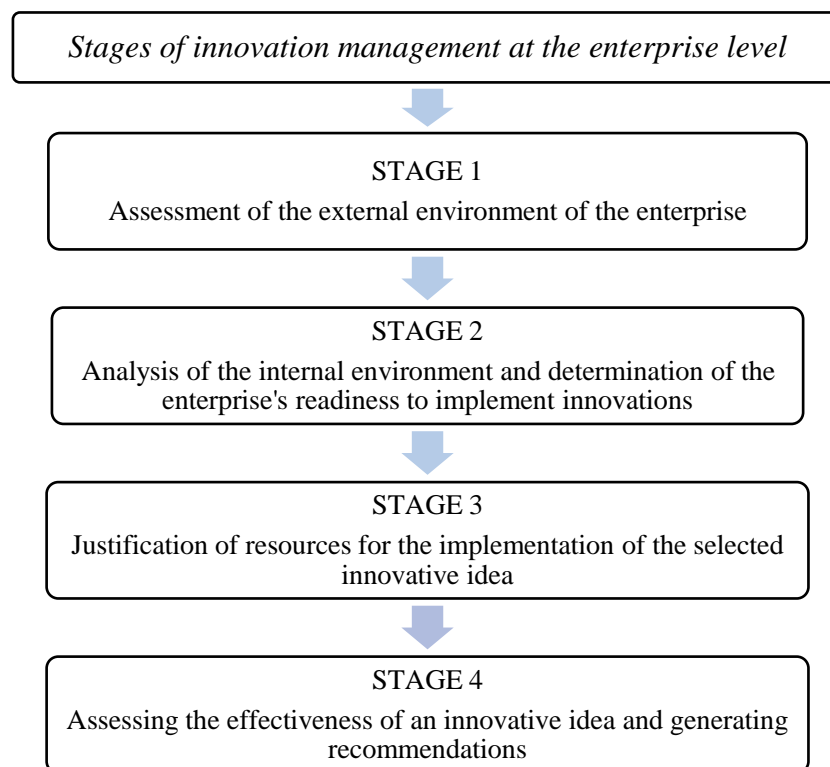 Stages of innovation management at the enterprise level
STAGE 1
Assessment of the external environment of the enterprise
STAGE 2
Analysis of the internal environment and determination of the
enterprise's readiness to implement innovations
STAGE 3
Justification of resources for the implementation of the selected
innovative idea
STAGE 4
Assessing the effectiveness of an innovative idea and generating
recommendations